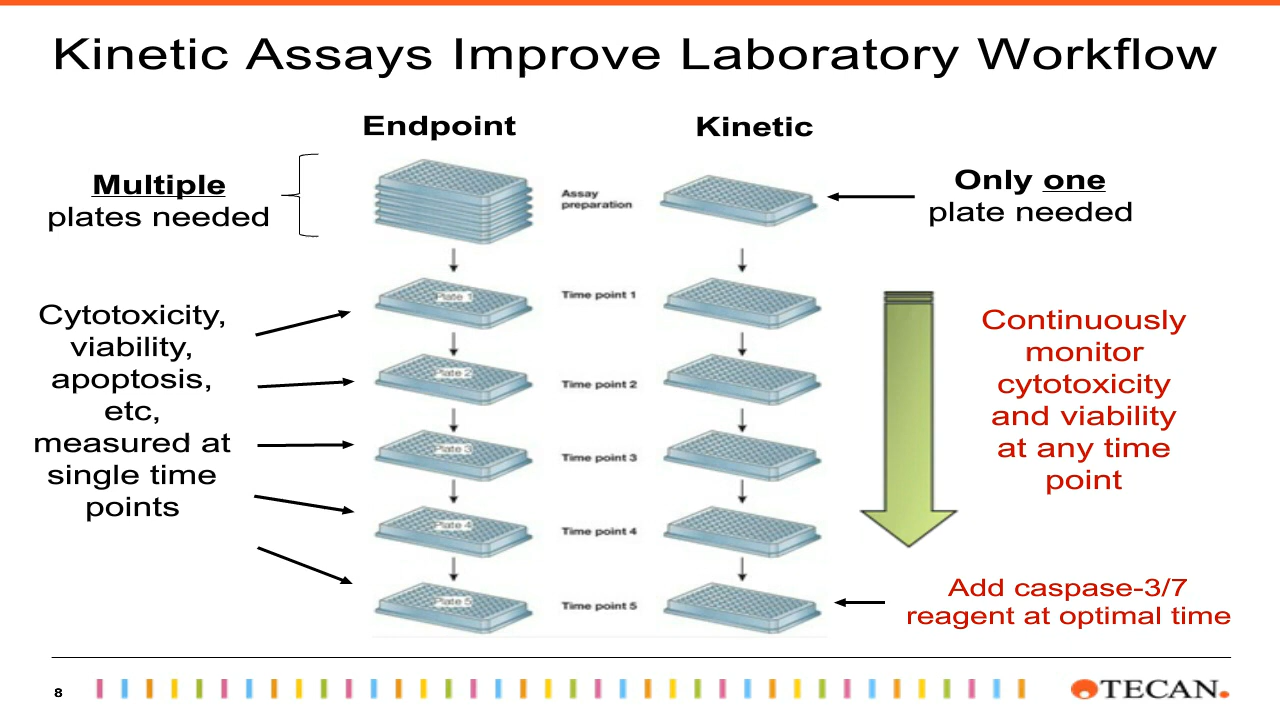 Kinetic Assays Improve Laboratory Workflow
Endpoint
Kinetic
Multiple
plates needed
Assay
preparation
Only one
plate needed
Cytotoxicity,
viability,
apoptosis,
etc,
measured at
single time
points
Plate 1
Time point 1
Plate 2
Time point 2
Plate 3
Time point 3
Plate 4
Time point 4
Plate 5
Time point 5
Continuously
monitor
cytotoxicity
and viability
at any time
point
Add caspase-3/7
reagent at optimal time
8
TECAN.